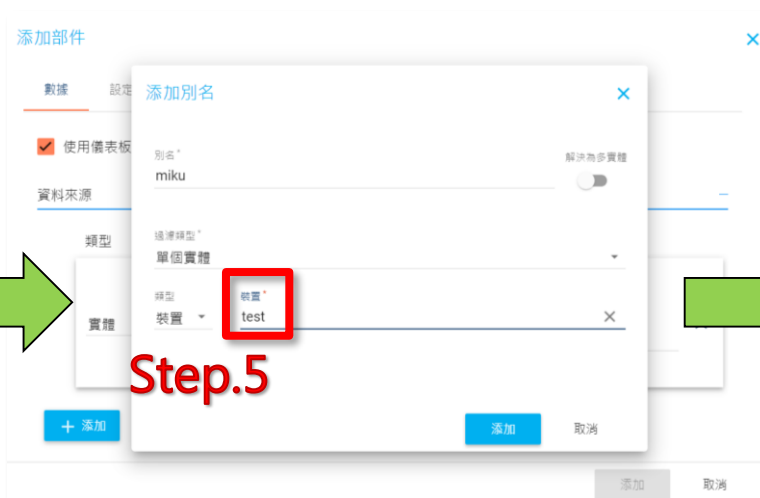 添加部件
數據
設定
添加別名
使用儀表板
別名*
miku
解決為多實體
資料來源
類型
過濾類型*
單個實體
實體
類型
裝置
裝置*
test
Step.5
+ 添加
添加
取消
添加
取消